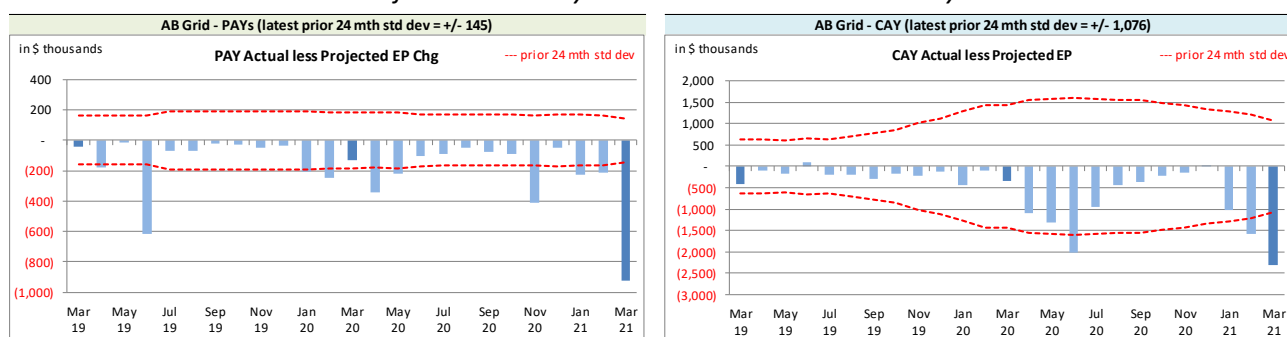 AB Grid - PAYs (latest prior 24 mth std dev = +/- 145)
in $ thousands
PAY Actual less Projected EP Chg
--- prior 24 mth std dev
400
200
-
(200)
(400)
(600)
(800)
(1,000)
Mar May Jul Sep Nov Jan Mar May Jul Sep Nov Jan Mar
19 19 19 19 19 20 20 20 20 20 20 21 21
AB Grid - CAY (latest prior 24 mth std dev = +/- 1,076)
in $ thousands
CAY Actual less Projected EP
--- prior 24 mth std dev
2,000
1,500
1,000
500
-
(500)
(1,000)
(1,500)
(2,000)
(2,500)
(3,000)
Mar May Jul Sep Nov Jan Mar May Jul Sep Nov Jan Mar
19 19 19 19 19 20 20 20 20 20 20 21 21